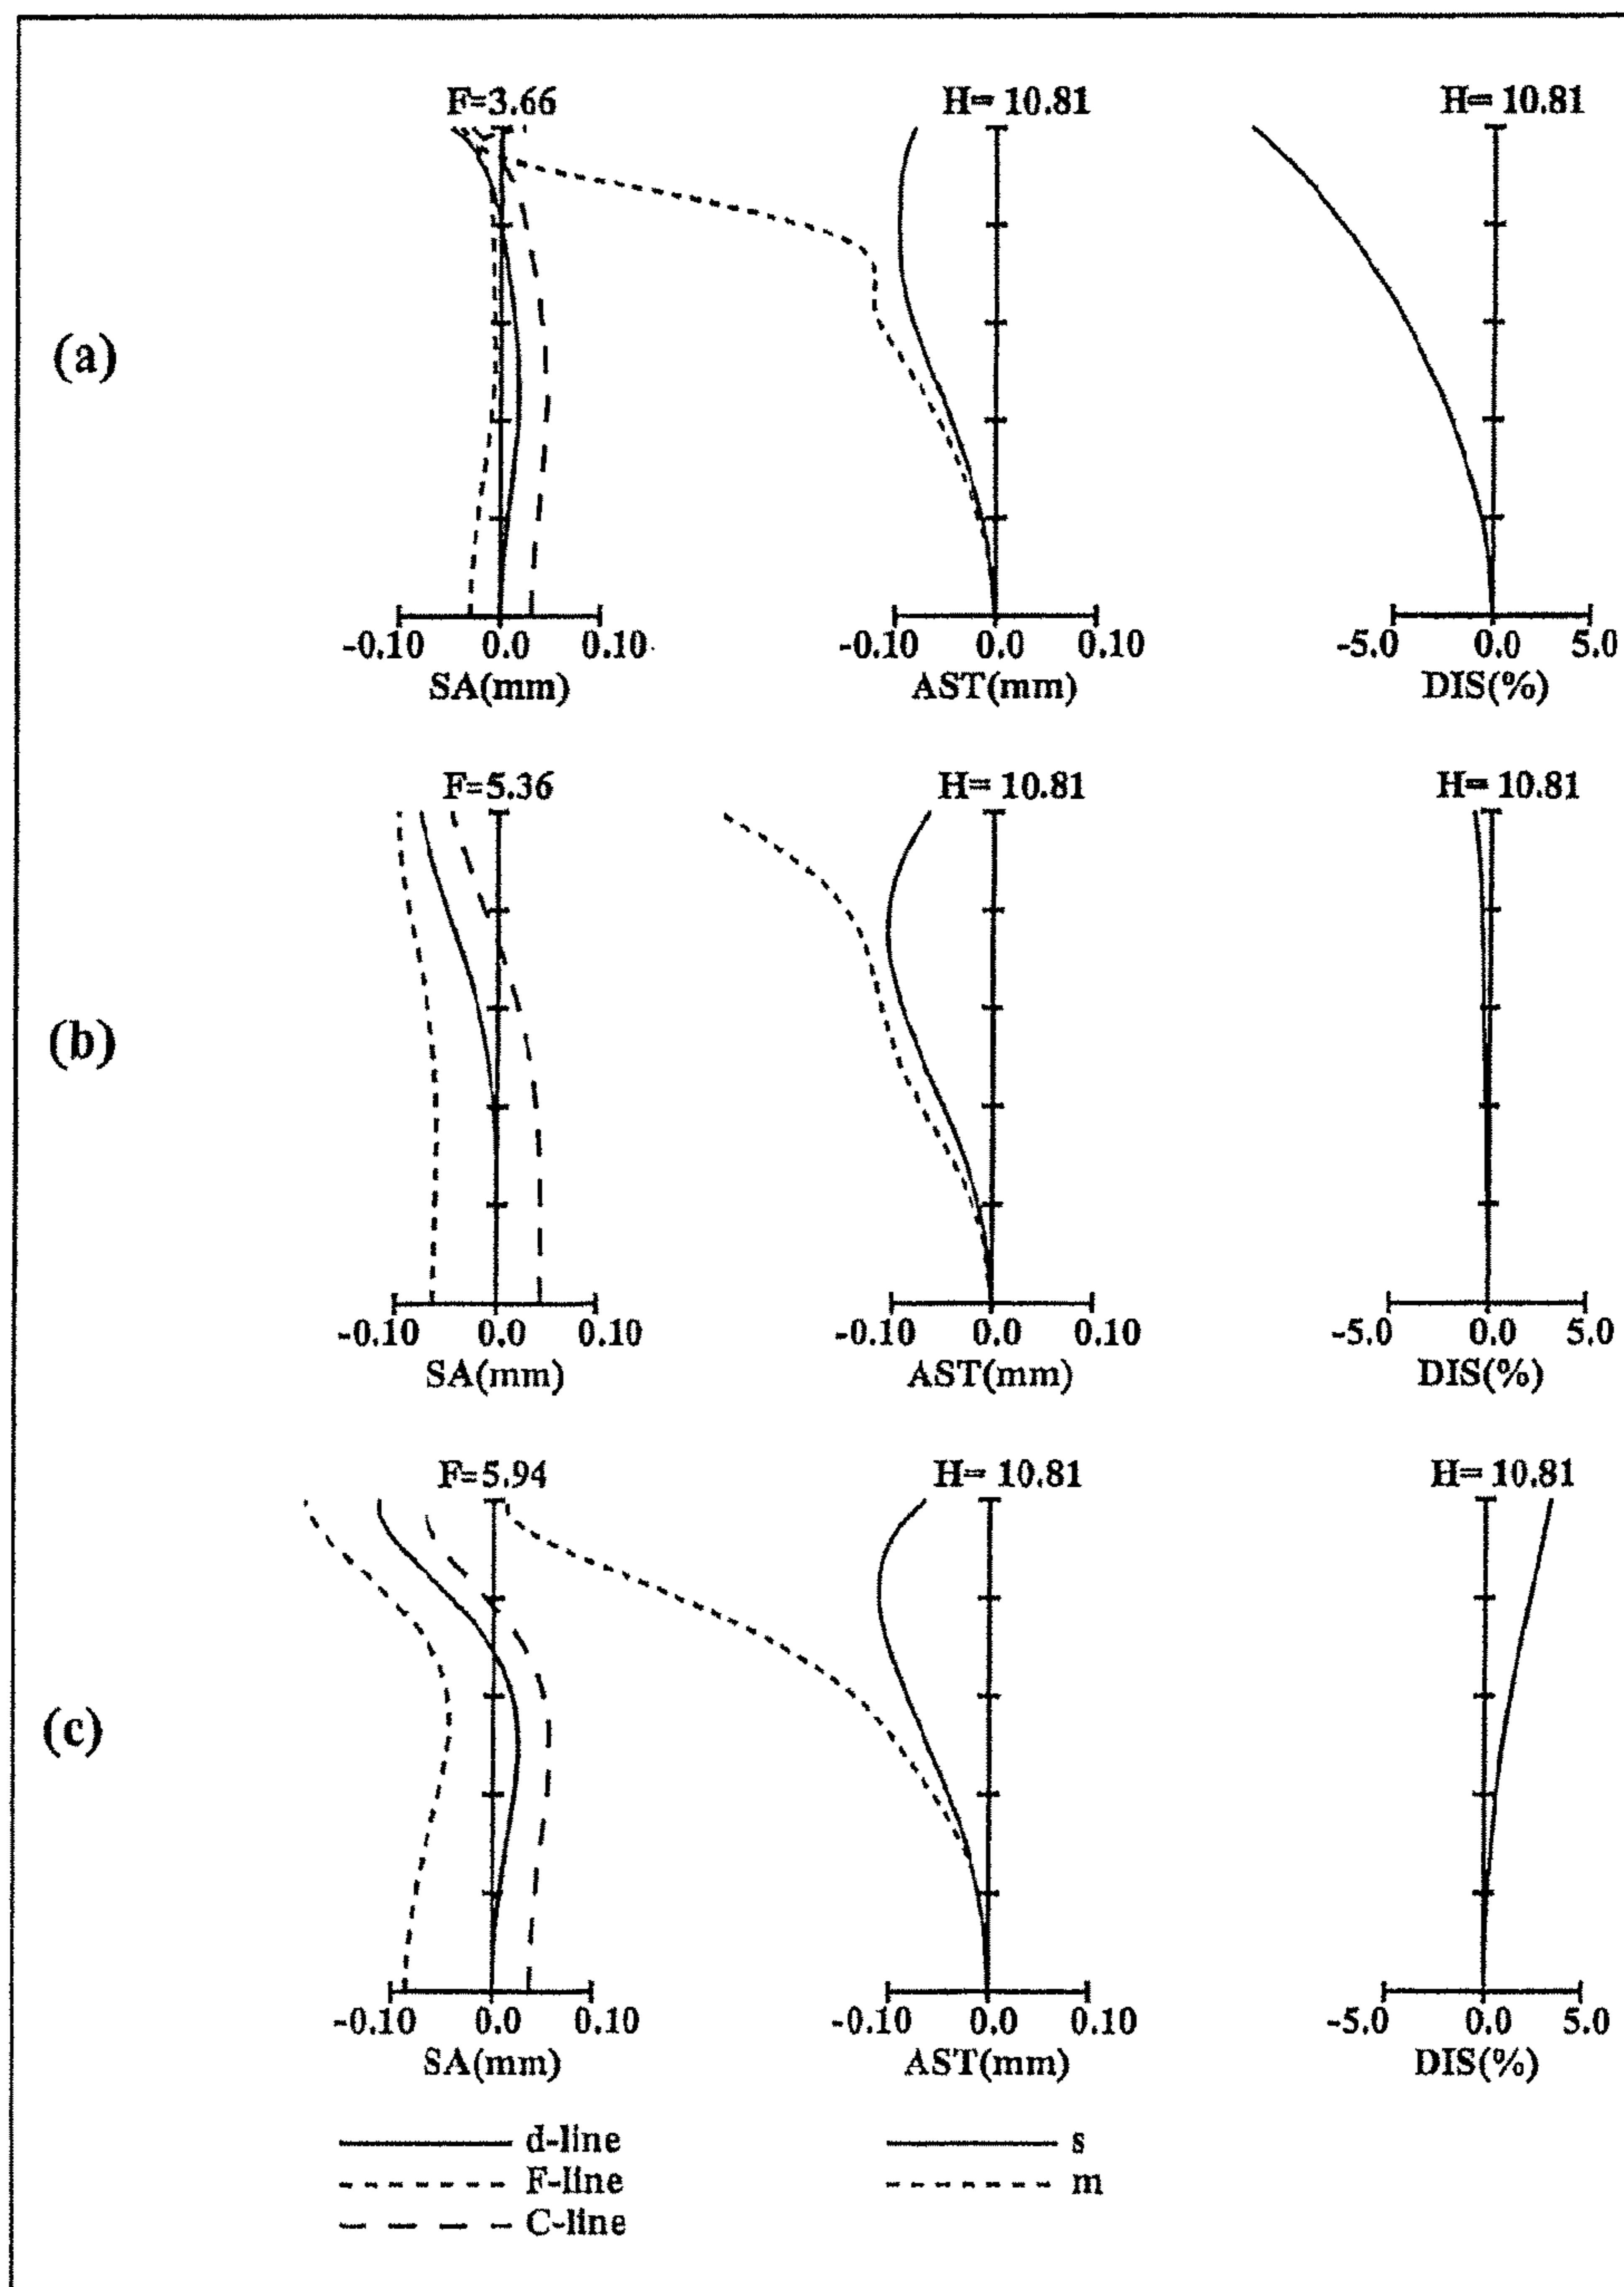 F=3.66 H= 10.81 H= 10.81
(a)
-0.10 0.0 0.10 -0.10 0.0 0.10 -5.0 0.0 5.0
SA(mm) AST(mm) DIS(%)
F=5.36 H= 10.81 H= 10.81
(b)
-0.10 0.0 0.10 -0.10 0.0 0.10 -5.0 0.0 5.0
SA(mm) AST(mm) DIS(%)
F=5.94 H= 10.81 H= 10.81
(c)
-0.10 0.0 0.10 -0.10 0.0 0.10 -5.0 0.0 5.0
SA(mm) AST(mm) DIS(%)
d-line s
F-line m
C-line